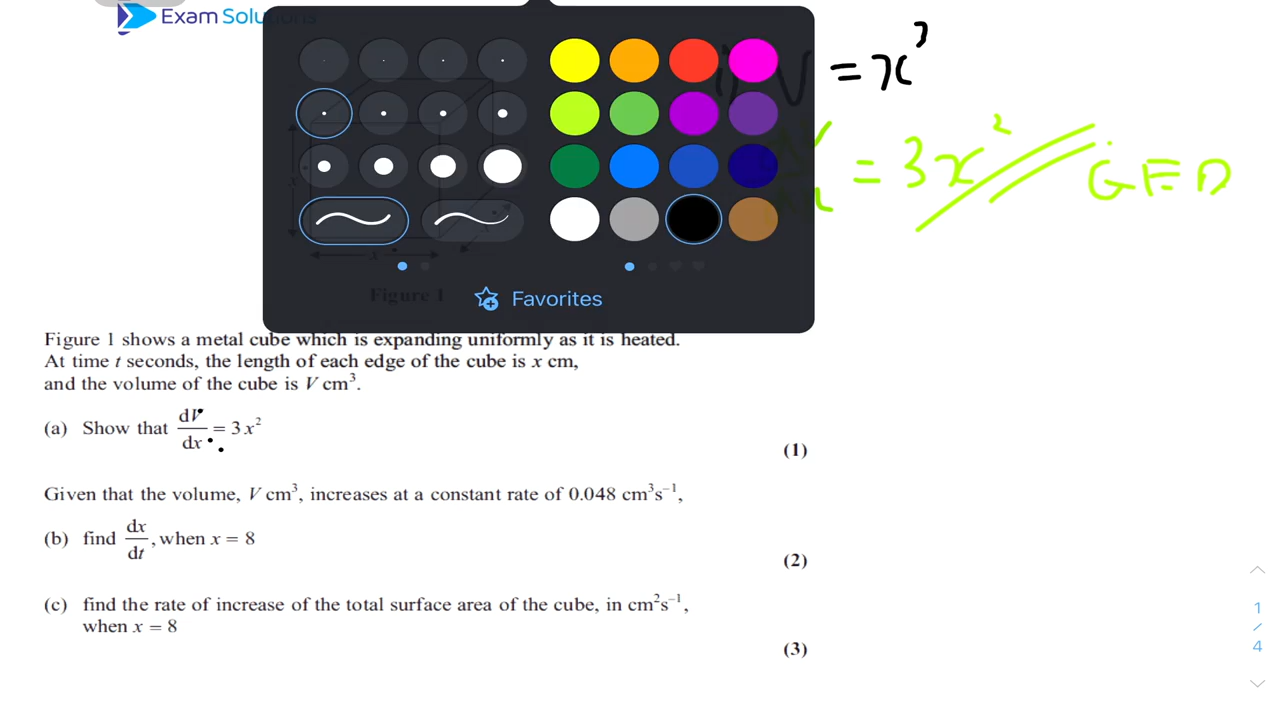 Exam Solutions
V = x³
= 3x² GED
Favorites
Figure 1
Figure 1 shows a metal cube which is expanding uniformly as it is heated.
At time t seconds, the length of each edge of the cube is x cm,
and the volume of the cube is V cm³.
(a) Show that dV/dx = 3x²
(1)
Given that the volume, V cm³, increases at a constant rate of 0.048 cm³s⁻¹,
(b) find dx/dt, when x = 8
(2)
(c) find the rate of increase of the total surface area of the cube, in cm²s⁻¹,
when x = 8
(3)
1
/
4